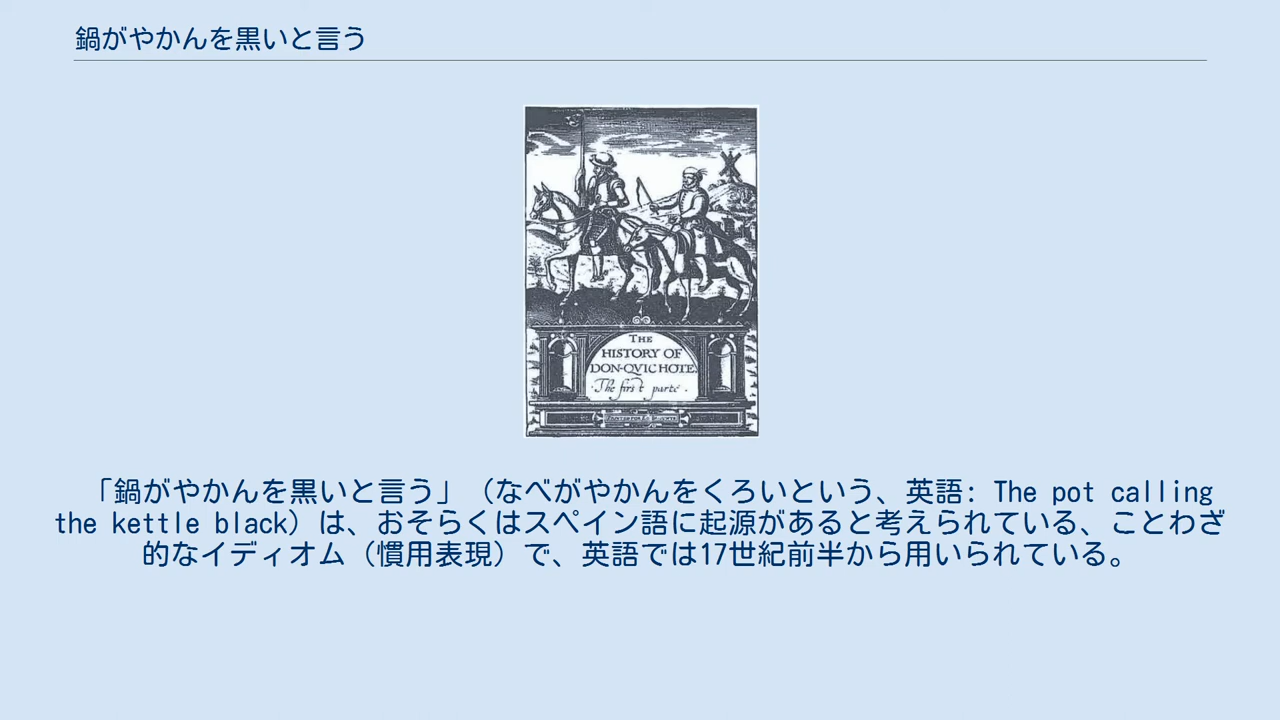 鍋がやかんを黒いと言う
THE
HISTORY OF
DON-QVICHOTE.
The first parte.
「鍋がやかんを黒いと言う」（なべがやかんをくろいという、英語: The pot calling
the kettle black）は、おそらくはスペイン語に起源があると考えられている、ことわざ
的なイディオム（慣用表現）で、英語では17世紀前半から用いられている。